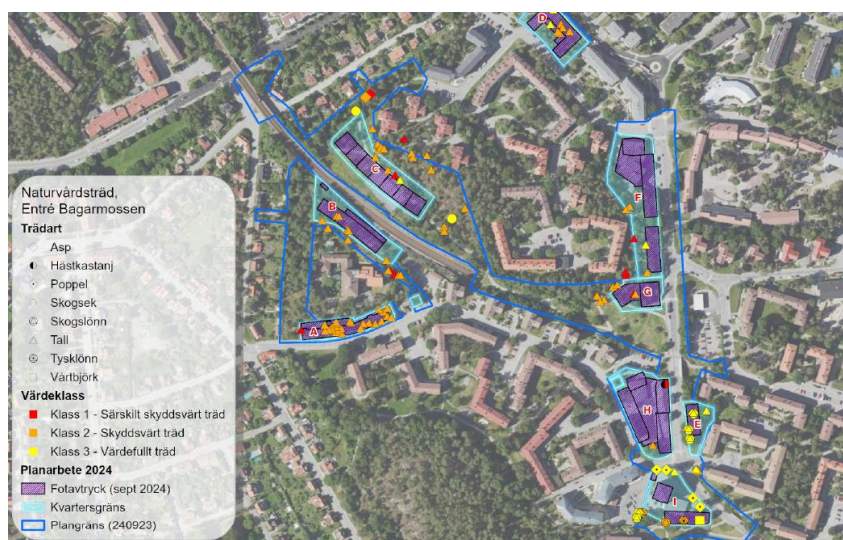 Naturvårdsträd,
Entré Bagarmossen
Trädart
Asp
Hästkastanj
Poppel
Skogsek
Skogslönn
Tall
Tysklönn
Vårtbjörk
Värdeklass
Klass 1 - Särskilt skyddsvärt träd
Klass 2 - Skyddsvärt träd
Klass 3 - Värdefullt träd
Planarbete 2024
Fotavtryck (sept 2024)
Kvartersgräns
Plangräns (240923)
D
C
B
F
A
G
H
E
I